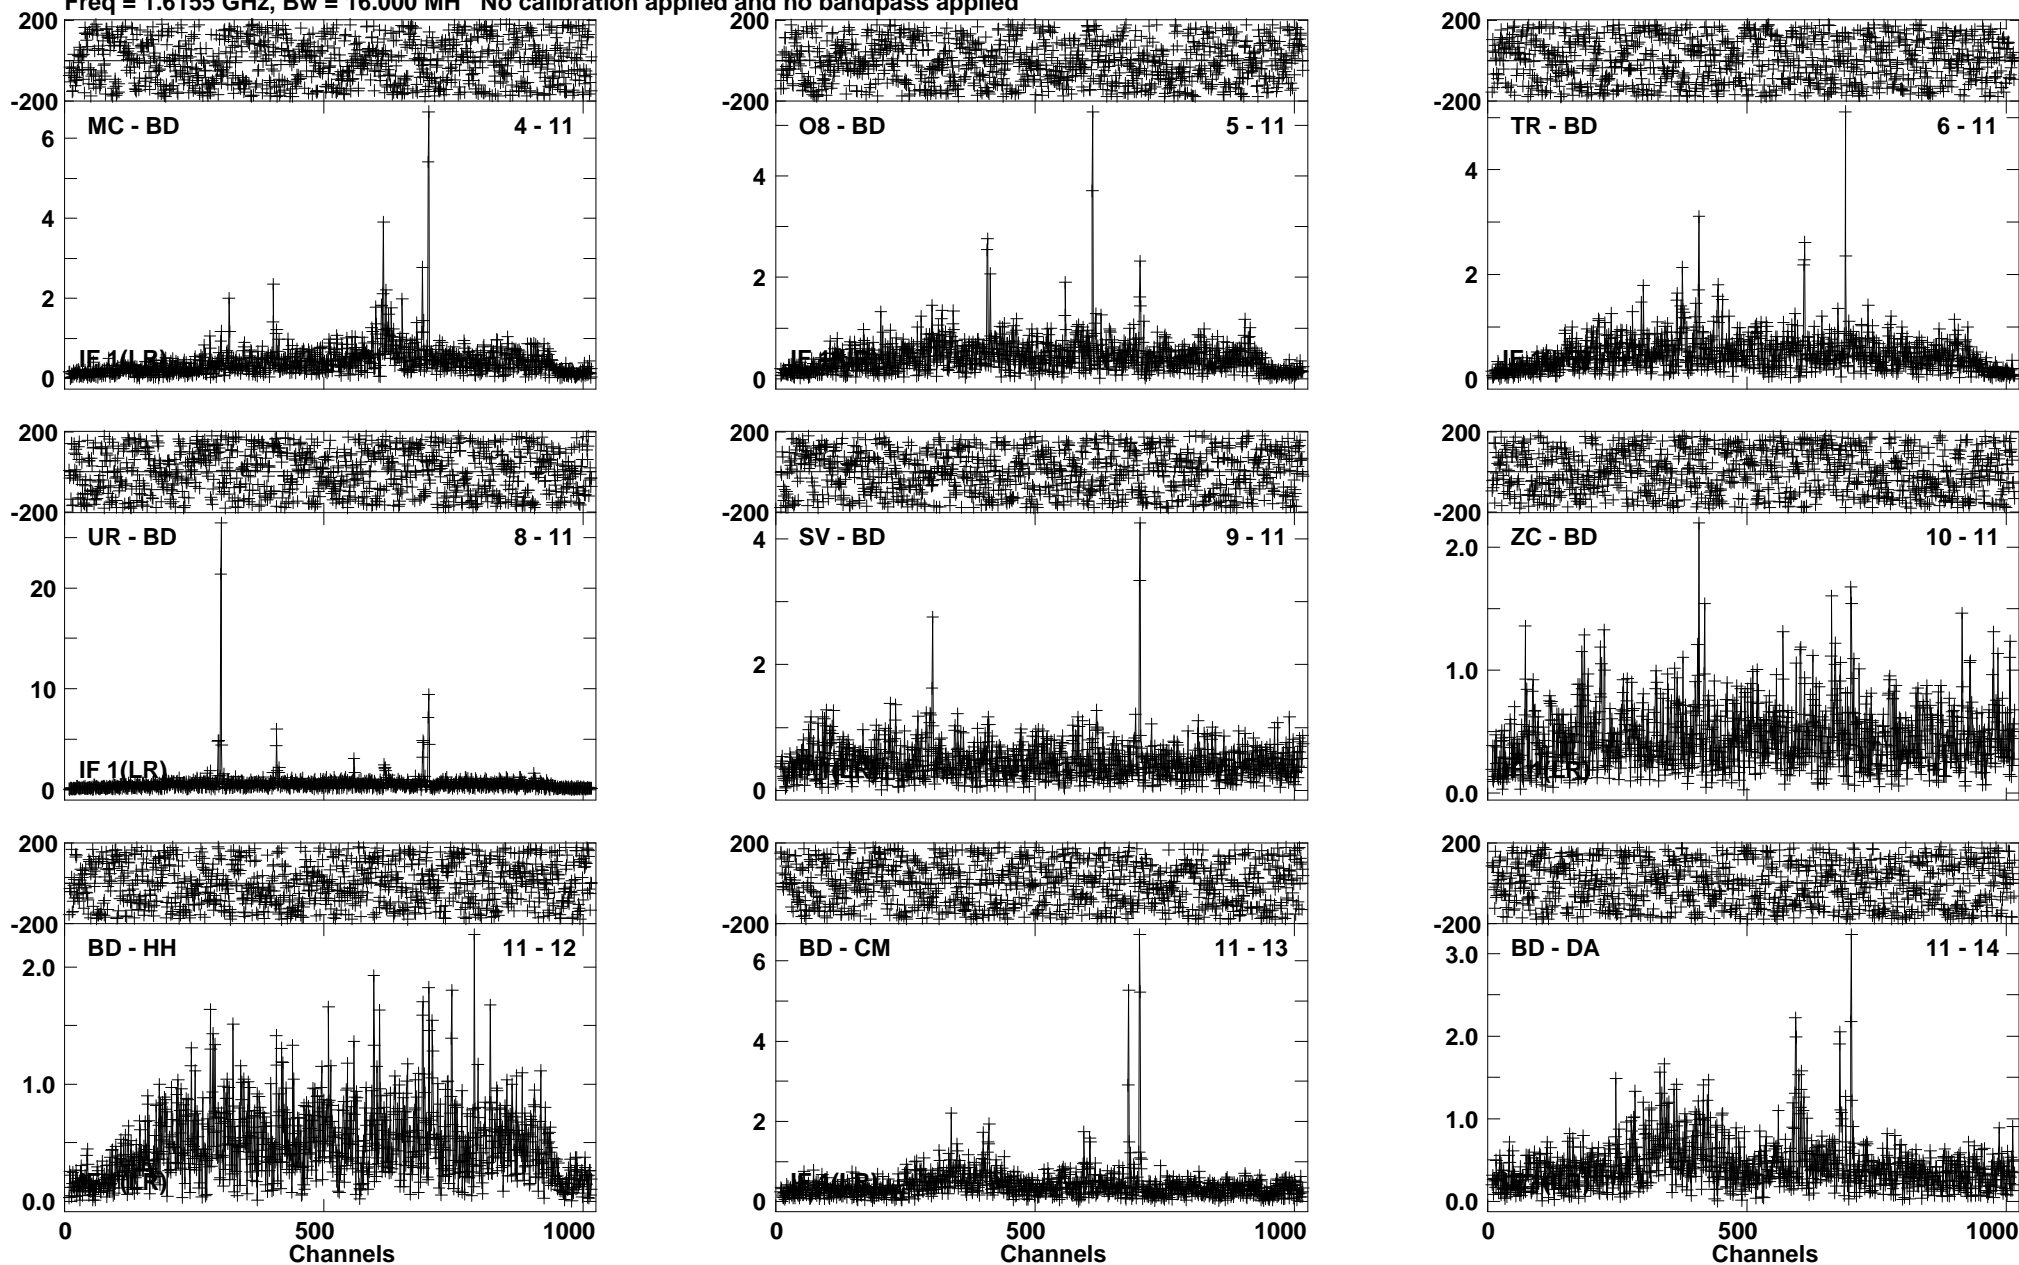 Freq = 1.6155 GHz, Bw = 16.000 MH No calibration applied and no bandpass applied
200
-200
MC - BD 4 - 11
6
4
2
0
IF 1(LR)
200
-200
O8 - BD 5 - 11
4
2
0
200
-200
TR - BD 6 - 11
4
2
0
200
-200
UR - BD 8 - 11
20
10
0
IF 1(LR)
200
-200
SV - BD 9 - 11
4
2
0
200
-200
ZC - BD 10 - 11
2.0
1.0
0.0
200
-200
BD - HH 11 - 12
2.0
1.0
0.0
0 500 1000
Channels
200
-200
BD - CM 11 - 13
6
4
2
0
0 500 1000
200
-200
BD - DA 11 - 14
3.0
2.0
1.0
0.0
0 500 1000
Channels